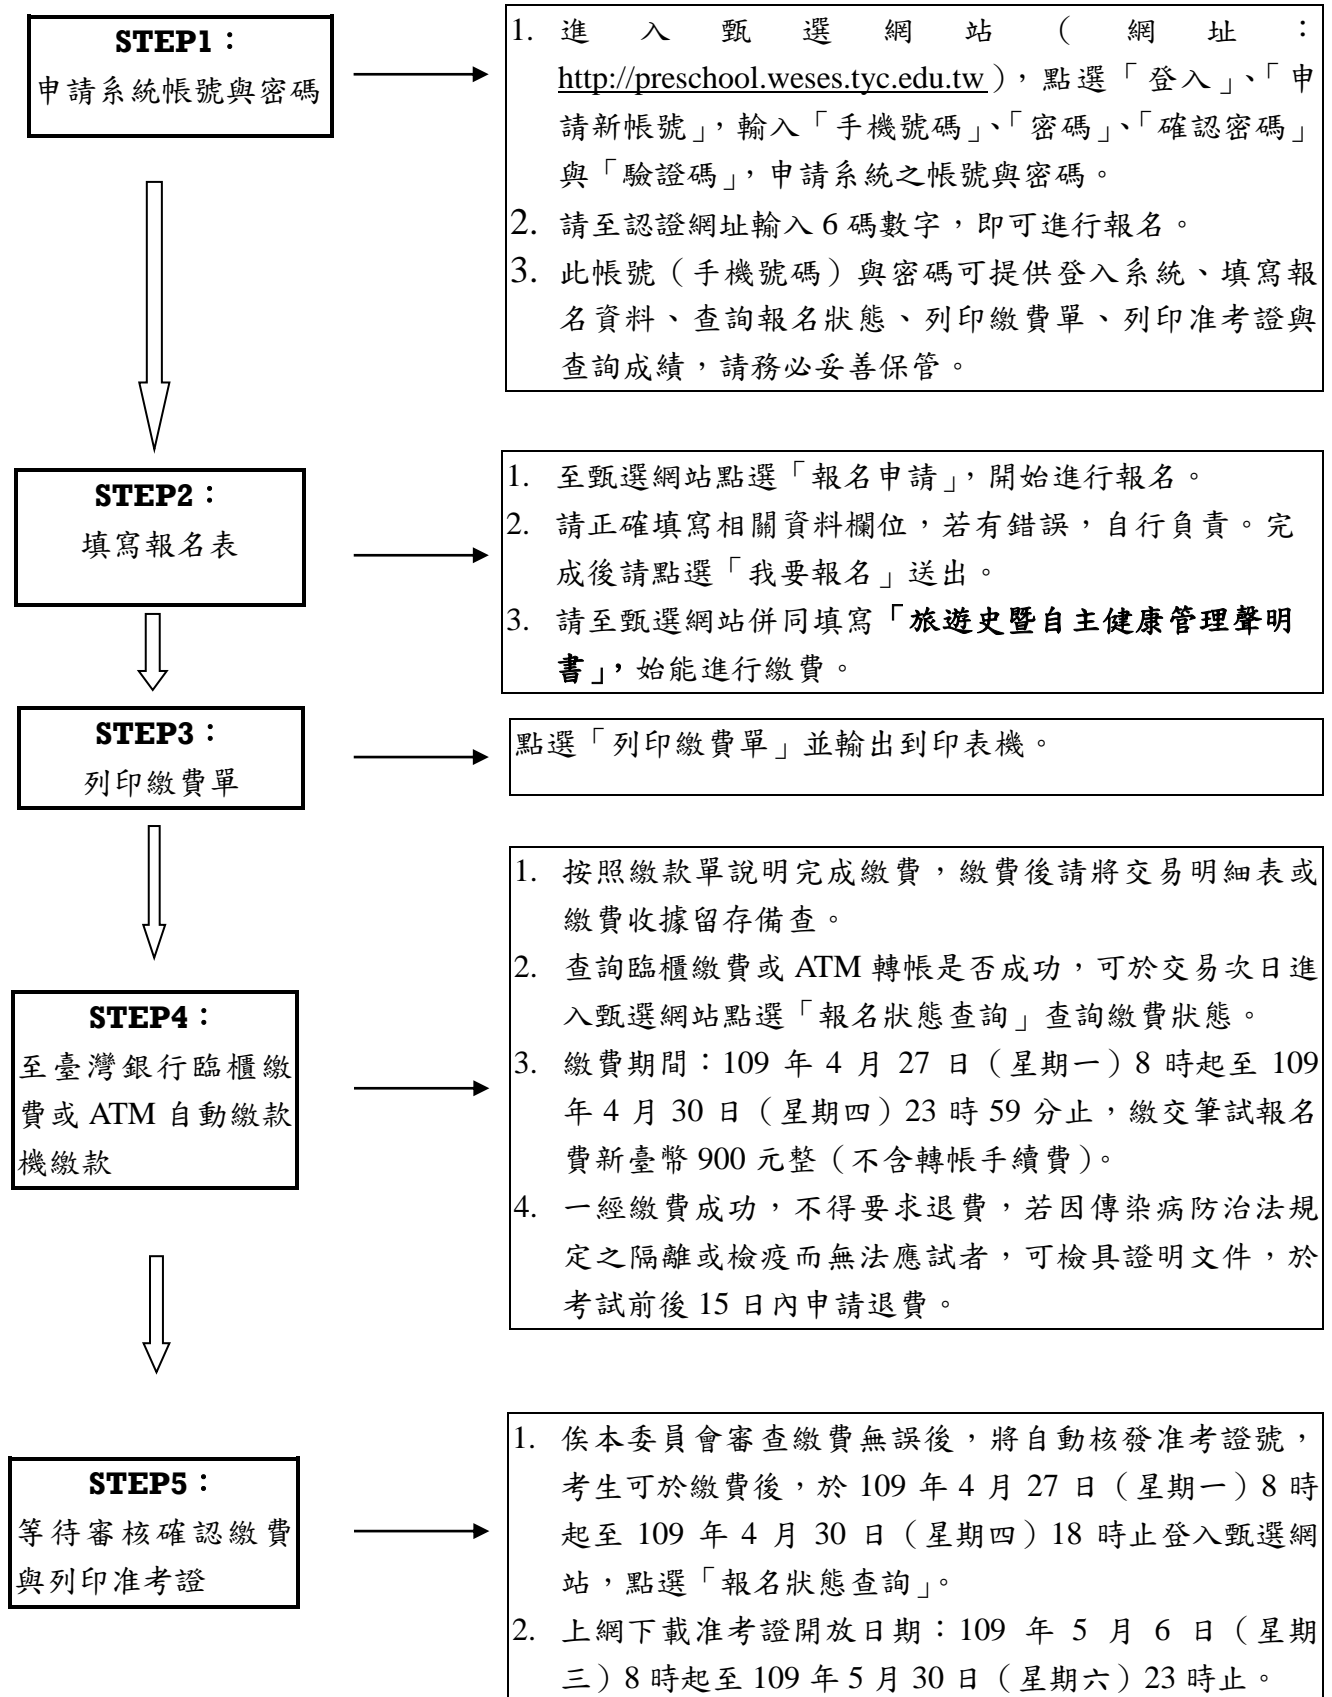 STEP1：
申請系統帳號與密碼
1. 進入甄選網站（網址：
http://preschool.weses.tyc.edu.tw），點選「登入」、「申
請新帳號」，輸入「手機號碼」、「密碼」、「確認密碼」
與「驗證碼」，申請系統之帳號與密碼。
2. 請至認證網址輸入 6 碼數字，即可進行報名。
3. 此帳號（手機號碼）與密碼可提供登入系統、填寫報
名資料、查詢報名狀態、列印繳費單、列印准考證與
查詢成績，請務必妥善保管。
STEP2：
填寫報名表
1. 至甄選網站點選「報名申請」，開始進行報名。
2. 請正確填寫相關資料欄位，若有錯誤，自行負責。完
成後請點選「我要報名」送出。
3. 請至甄選網站併同填寫「旅遊史暨自主健康管理聲明
書」，始能進行繳費。
STEP3：
列印繳費單
點選「列印繳費單」並輸出到印表機。
STEP4：
至臺灣銀行臨櫃繳
費或 ATM 自動繳款
機繳款
1. 按照繳款單說明完成繳費，繳費後請將交易明細表或
繳費收據留存備查。
2. 查詢臨櫃繳費或 ATM 轉帳是否成功，可於交易次日進
入甄選網站點選「報名狀態查詢」查詢繳費狀態。
3. 繳費期間：109 年 4 月 27 日（星期一）8 時起至 109
年 4 月 30 日（星期四）23 時 59 分止，繳交筆試報名
費新臺幣 900 元整（不含轉帳手續費）。
4. 一經繳費成功，不得要求退費，若因傳染病防治法規
定之隔離或檢疫而無法應試者，可檢具證明文件，於
考試前後 15 日內申請退費。
STEP5：
等待審核確認繳費
與列印准考證
1. 俟本委員會審查繳費無誤後，將自動核發准考證號，
考生可於繳費後，於 109 年 4 月 27 日（星期一）8 時
起至 109 年 4 月 30 日（星期四）18 時止登入甄選網
站，點選「報名狀態查詢」。
2. 上網下載准考證開放日期：109 年 5 月 6 日（星期
三）8 時起至 109 年 5 月 30 日（星期六）23 時止。